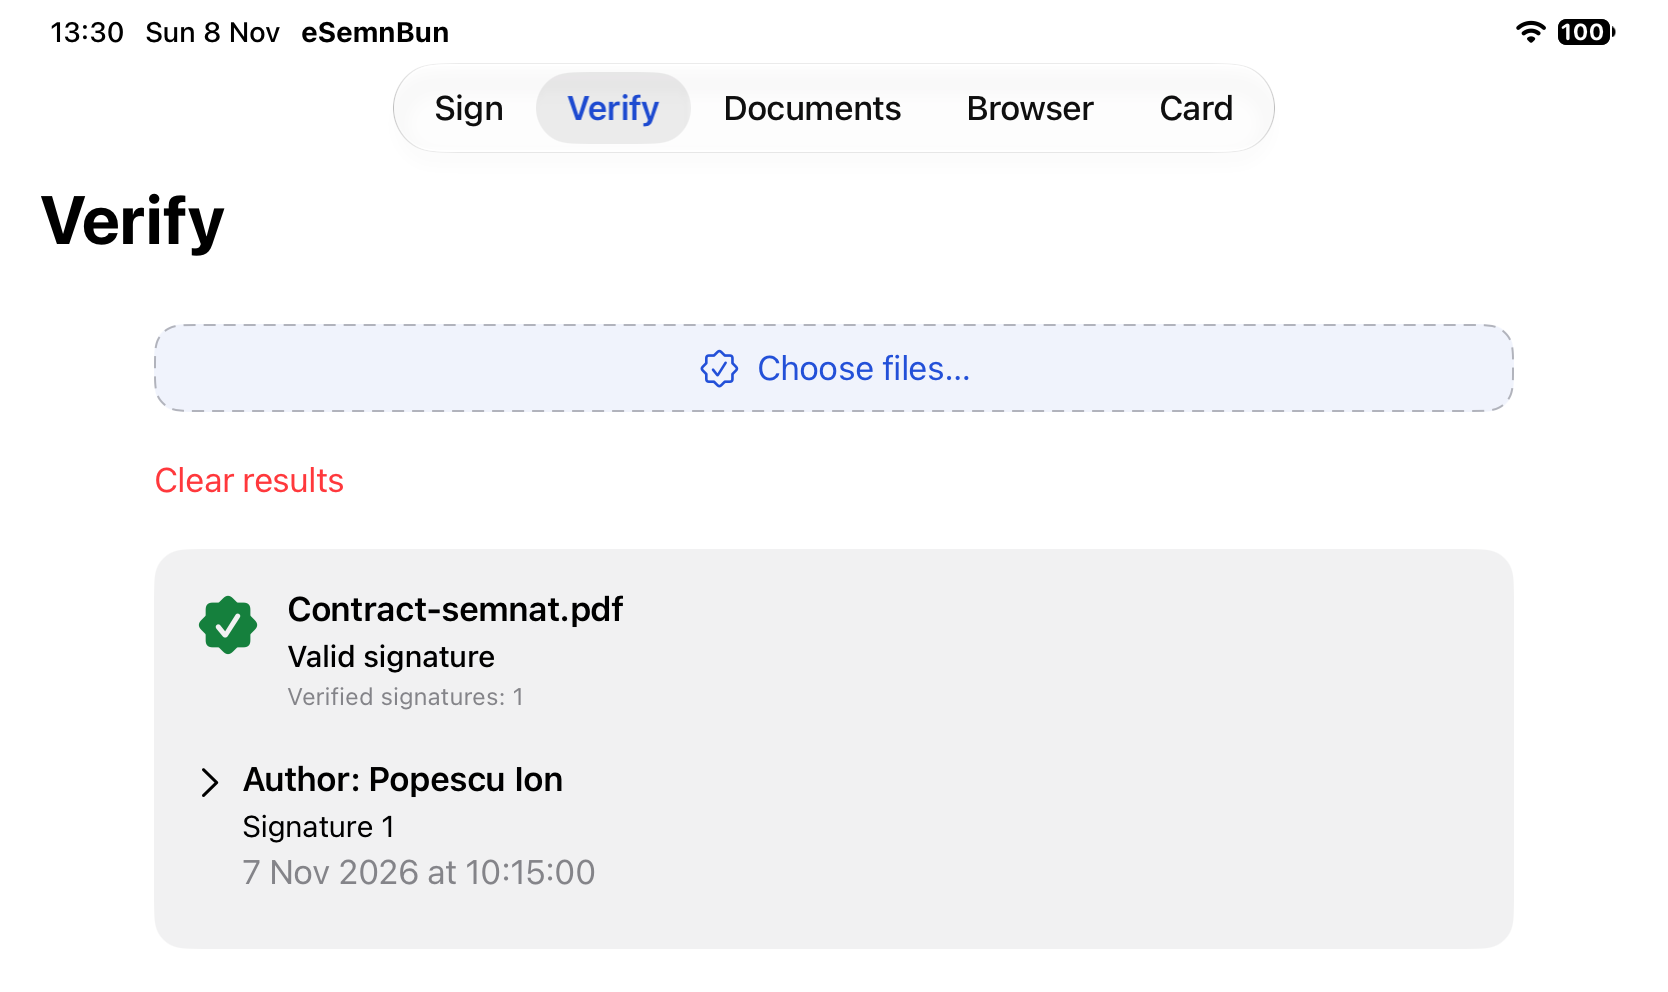 13:30 Sun 8 Nov eSemnBun 100
Sign Verify Documents Browser Card
Verify
Choose files...
Clear results
Contract-semnat.pdf
Valid signature
Verified signatures: 1
Author: Popescu Ion
Signature 1
7 Nov 2026 at 10:15:00